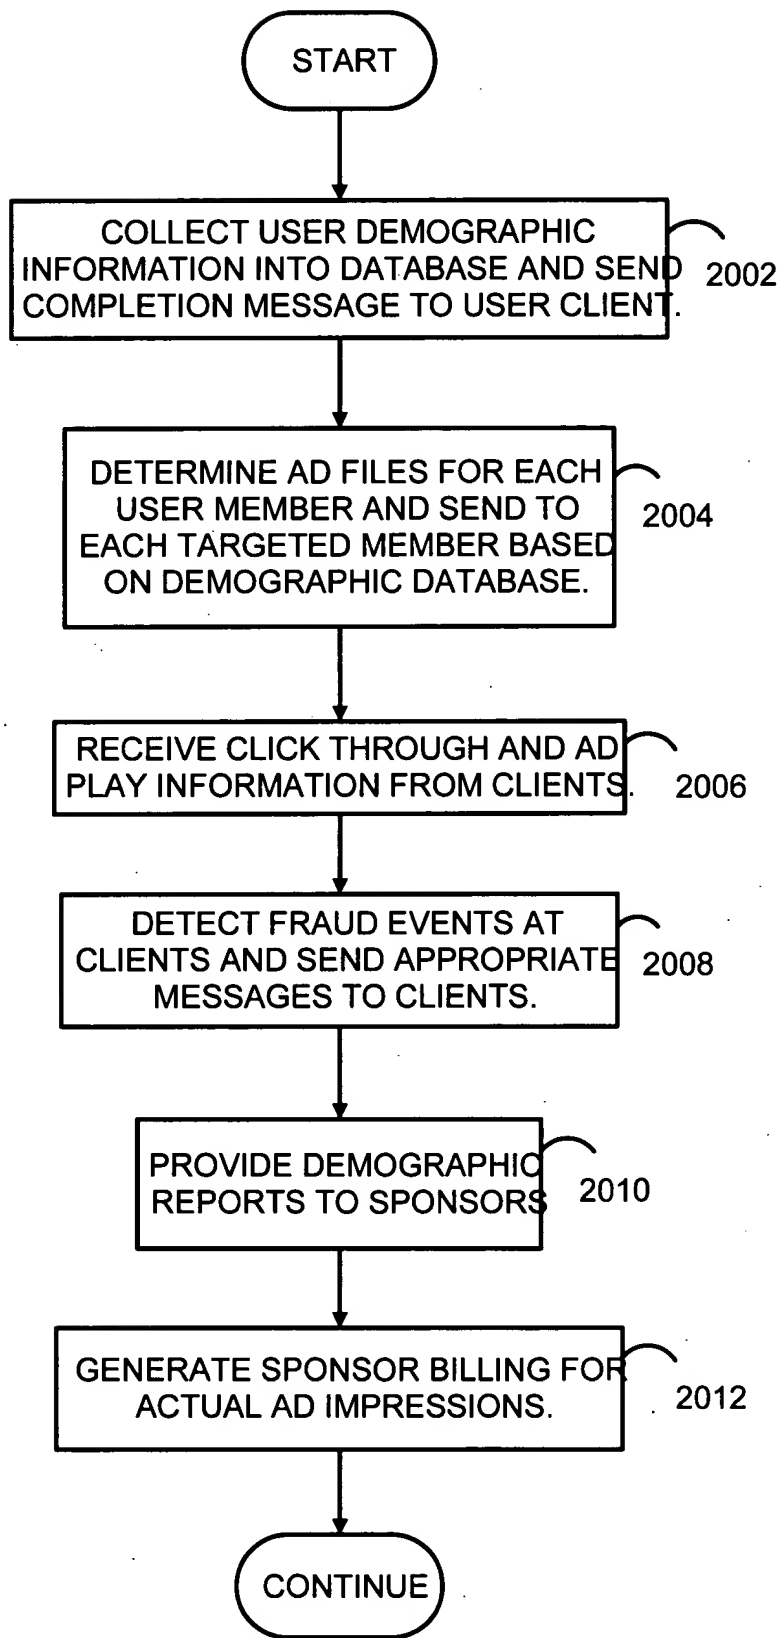 START
COLLECT USER DEMOGRAPHIC
INFORMATION INTO DATABASE AND SEND
COMPLETION MESSAGE TO USER CLIENT.
2002
DETERMINE AD FILES FOR EACH
USER MEMBER AND SEND TO
EACH TARGETED MEMBER BASED
ON DEMOGRAPHIC DATABASE.
2004
RECEIVE CLICK THROUGH AND AD
PLAY INFORMATION FROM CLIENTS.
2006
DETECT FRAUD EVENTS AT
CLIENTS AND SEND APPROPRIATE
MESSAGES TO CLIENTS.
2008
PROVIDE DEMOGRAPHIC
REPORTS TO SPONSORS
2010
GENERATE SPONSOR BILLING FOR
ACTUAL AD IMPRESSIONS.
2012
CONTINUE